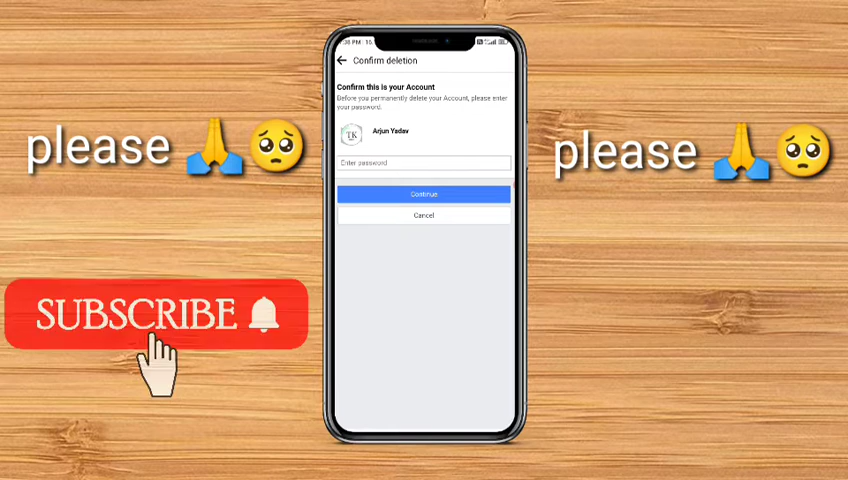 Confirm deletion
Confirm this is your Account
Before you permanently delete your Account, please enter
your password.
TK
Arjun Yadav
Enter password
Continue
Cancel
please 🙏🥺
please 🙏🥺
SUBSCRIBE